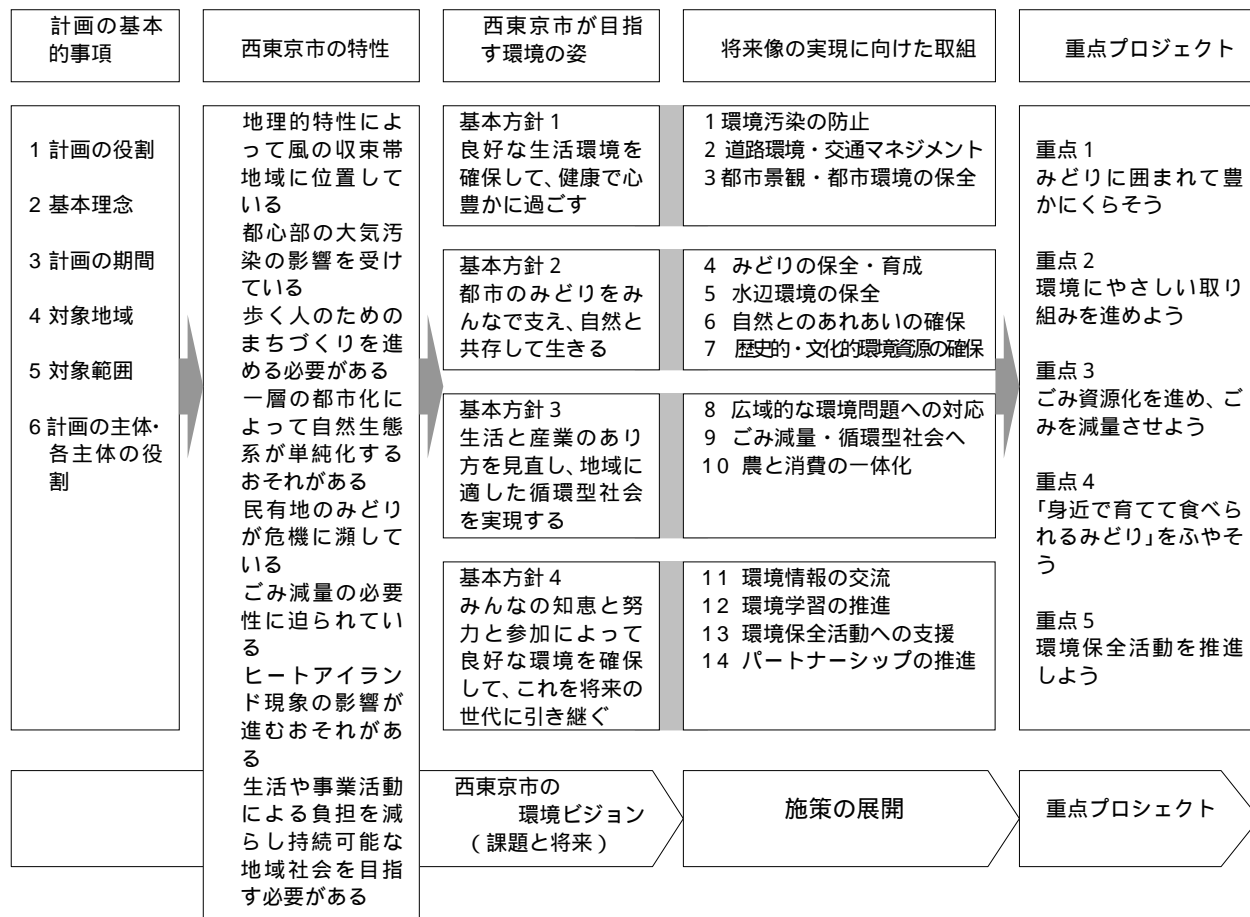 計画の基本
的事項
西東京市の特性
西東京市が目指
す環境の姿
将来像の実現に向けた取組
重点プロジェクト
1 計画の役割
2 基本理念
3 計画の期間
4 対象地域
5 対象範囲
6 計画の主体・
各主体の役
割
地理的特性によ
って風の収束帯
地域に位置して
いる
都心部の大気汚
染の影響を受け
ている
歩く人のための
まちづくりを進
める必要がある
一層の都市化に
よって自然生態
系が単純化する
おそれがある
民有地のみどり
が危機に瀕して
いる
ごみ減量の必要
性に迫られてい
る
ヒートアイラン
ド現象の影響が
進むおそれがあ
る
生活や事業活動
による負担を減
らし持続可能な
地域社会を目指
す必要がある
基本方針1
良好な生活環境を
確保して、健康で心
豊かに過ごす
基本方針2
都市のみどりをみ
んなで支え、自然と
共存して生きる
基本方針3
生活と産業のあり
方を見直し、地域に
適した循環型社会
を実現する
基本方針4
みんなの知恵と努
力と参加によって
良好な環境を確保
して、これを将来の
世代に引き継ぐ
1 環境汚染の防止
2 道路環境・交通マネジメント
3 都市景観・都市環境の保全
4 みどりの保全・育成
5 水辺環境の保全
6 自然とのあれあいの確保
7 歴史的・文化的環境資源の確保
8 広域的な環境問題への対応
9 ごみ減量・循環型社会へ
10 農と消費の一体化
11 環境情報の交流
12 環境学習の推進
13 環境保全活動への支援
14 パートナーシップの推進
重点1
みどりに囲まれて豊
かにくらそう
重点2
環境にやさしい取り
組みを進めよう
重点3
ごみ資源化を進め、ご
みを減量させよう
重点4
「身近で育てて食べら
れるみどり」をふやそ
う
重点5
環境保全活動を推進
しよう
西東京市の
環境ビジョン
(課題と将来)
施策の展開
重点プロシェクト